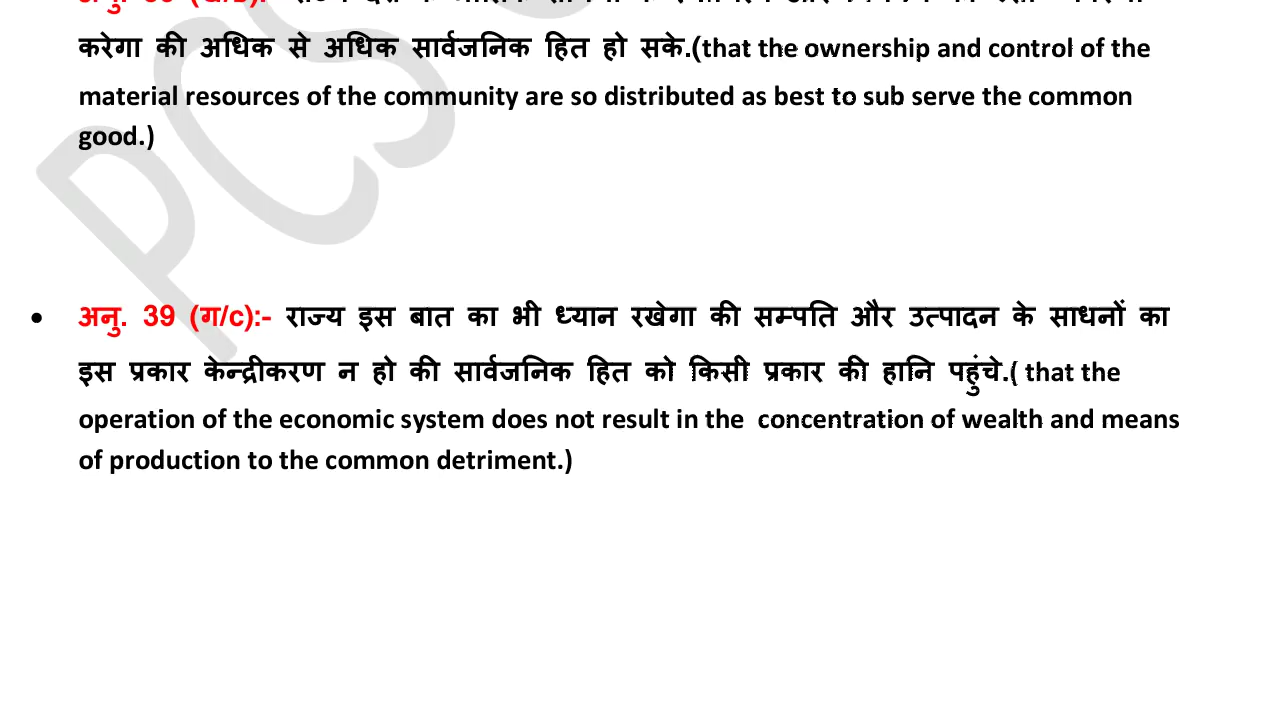 करेगा की अधिक से अधिक सार्वजनिक हित हो सके.(that the ownership and control of the
material resources of the community are so distributed as best to sub serve the common
good.)
PCS
• अनु. 39 (ग/c):- राज्य इस बात का भी ध्यान रखेगा की सम्पति और उत्पादन के साधनों का
इस प्रकार केन्द्रीकरण न हो की सार्वजनिक हित को किसी प्रकार की हानि पहुंचे.( that the
operation of the economic system does not result in the  concentration of wealth and means
of production to the common detriment.)